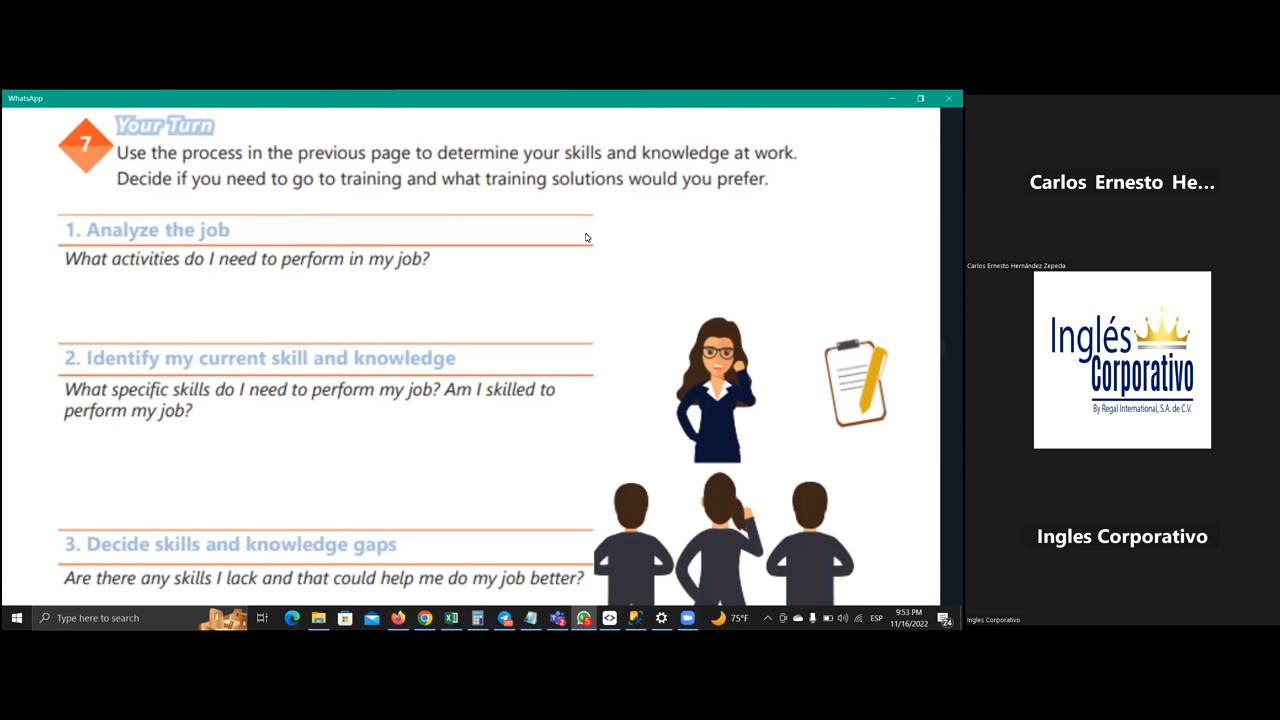 WhatsApp
7
Your Turn
Use the process in the previous page to determine your skills and knowledge at work.
Decide if you need to go to training and what training solutions would you prefer.
1. Analyze the job
What activities do I need to perform in my job?
2. Identify my current skill and knowledge
What specific skills do I need to perform my job? Am I skilled to
perform my job?
3. Decide skills and knowledge gaps
Are there any skills I lack and that could help me do my job better?
Type here to search
75°F
ESP
9:53 PM
11/16/2022
24
Carlos Ernesto He...
Carlos Ernesto Hernández Zepeda
Inglés
Corporativo
By Regal International, S.A. de C.V.
Ingles Corporativo
Ingles Corporativo